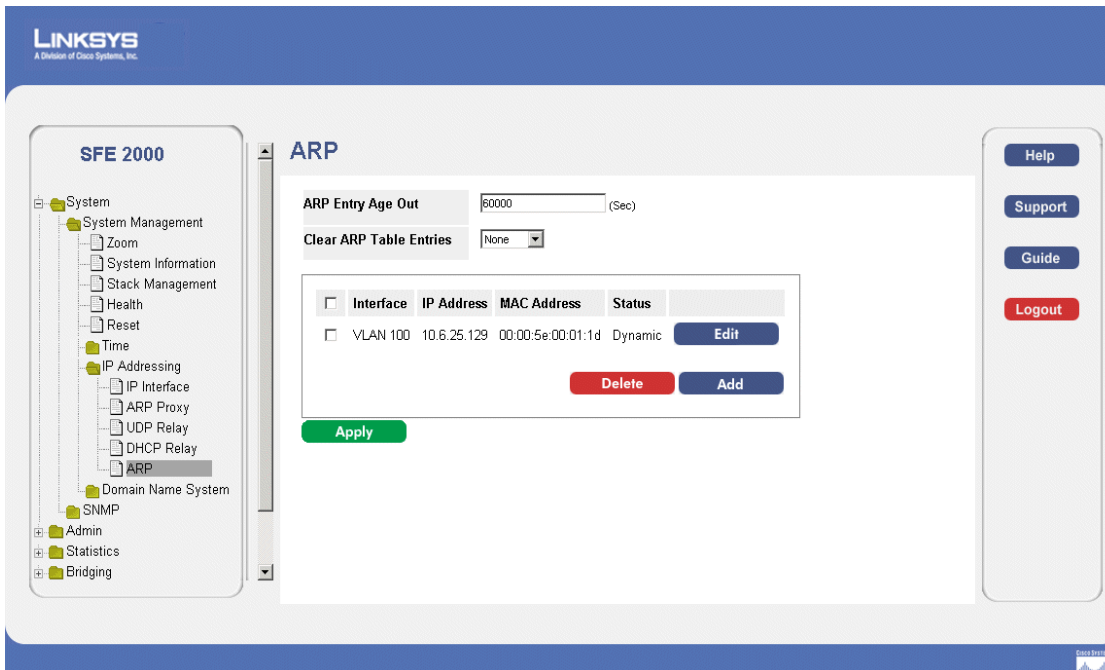 LINKSYS
A Division of Cisco Systems, Inc.
SFE 2000
System
System Management
Zoom
System Information
Stack Management
Health
Reset
Time
IP Addressing
IP Interface
ARP Proxy
UDP Relay
DHCP Relay
ARP
Domain Name System
SNMP
Admin
Statistics
Bridging
ARP
ARP Entry Age Out 60000 (Sec)
Clear ARP Table Entries None
Interface IP Address MAC Address Status
VLAN 100 10.6.25.129 00:00:5e:00:01:1d Dynamic Edit
Delete Add
Apply
Help
Support
Guide
Logout